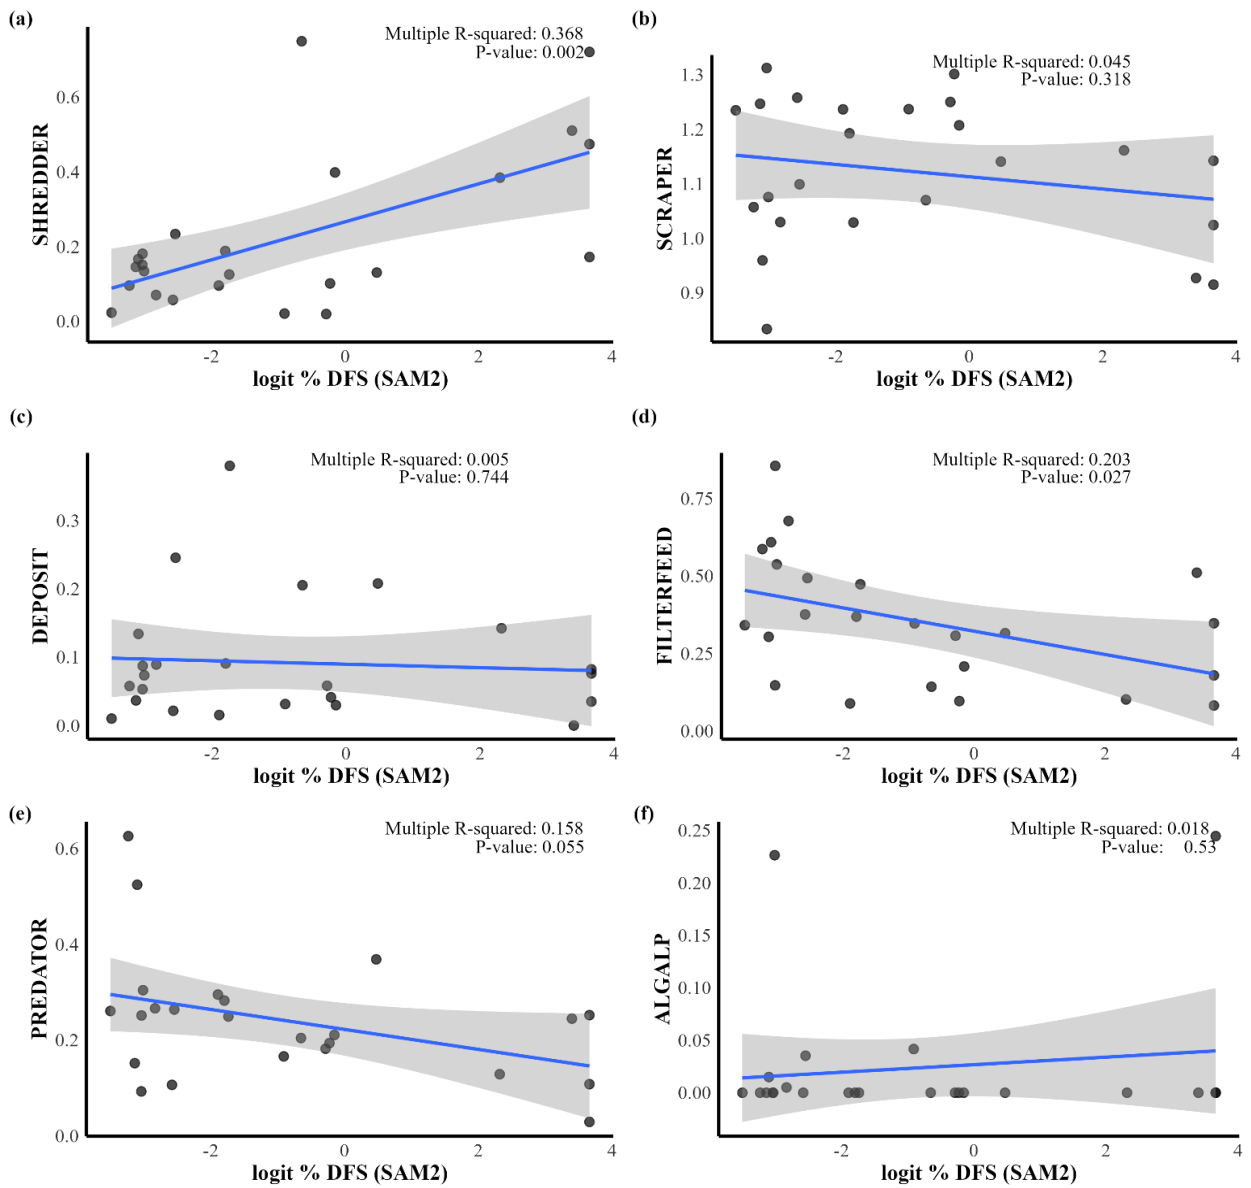 (a)
Multiple R-squared: 0.368
P-value: 0.002
SHREDDER
0.6
0.4
0.2
0.0
-2 0 2 4
logit % DFS (SAM2)
(b)
Multiple R-squared: 0.045
P-value: 0.318
SCRAPER
1.3
1.2
1.1
1.0
0.9
-2 0 2 4
logit % DFS (SAM2)
(c)
Multiple R-squared: 0.005
P-value: 0.744
DEPOSIT
0.3
0.2
0.1
0.0
-2 0 2 4
logit % DFS (SAM2)
(d)
Multiple R-squared: 0.203
P-value: 0.027
FILTERFEED
0.75
0.50
0.25
0.00
-2 0 2 4
logit % DFS (SAM2)
(e)
Multiple R-squared: 0.158
P-value: 0.055
PREDATOR
0.6
0.4
0.2
0.0
-2 0 2 4
logit % DFS (SAM2)
(f)
Multiple R-squared: 0.018
P-value: 0.53
ALGALP
0.25
0.20
0.15
0.10
0.05
0.00
-2 0 2 4
logit % DFS (SAM2)